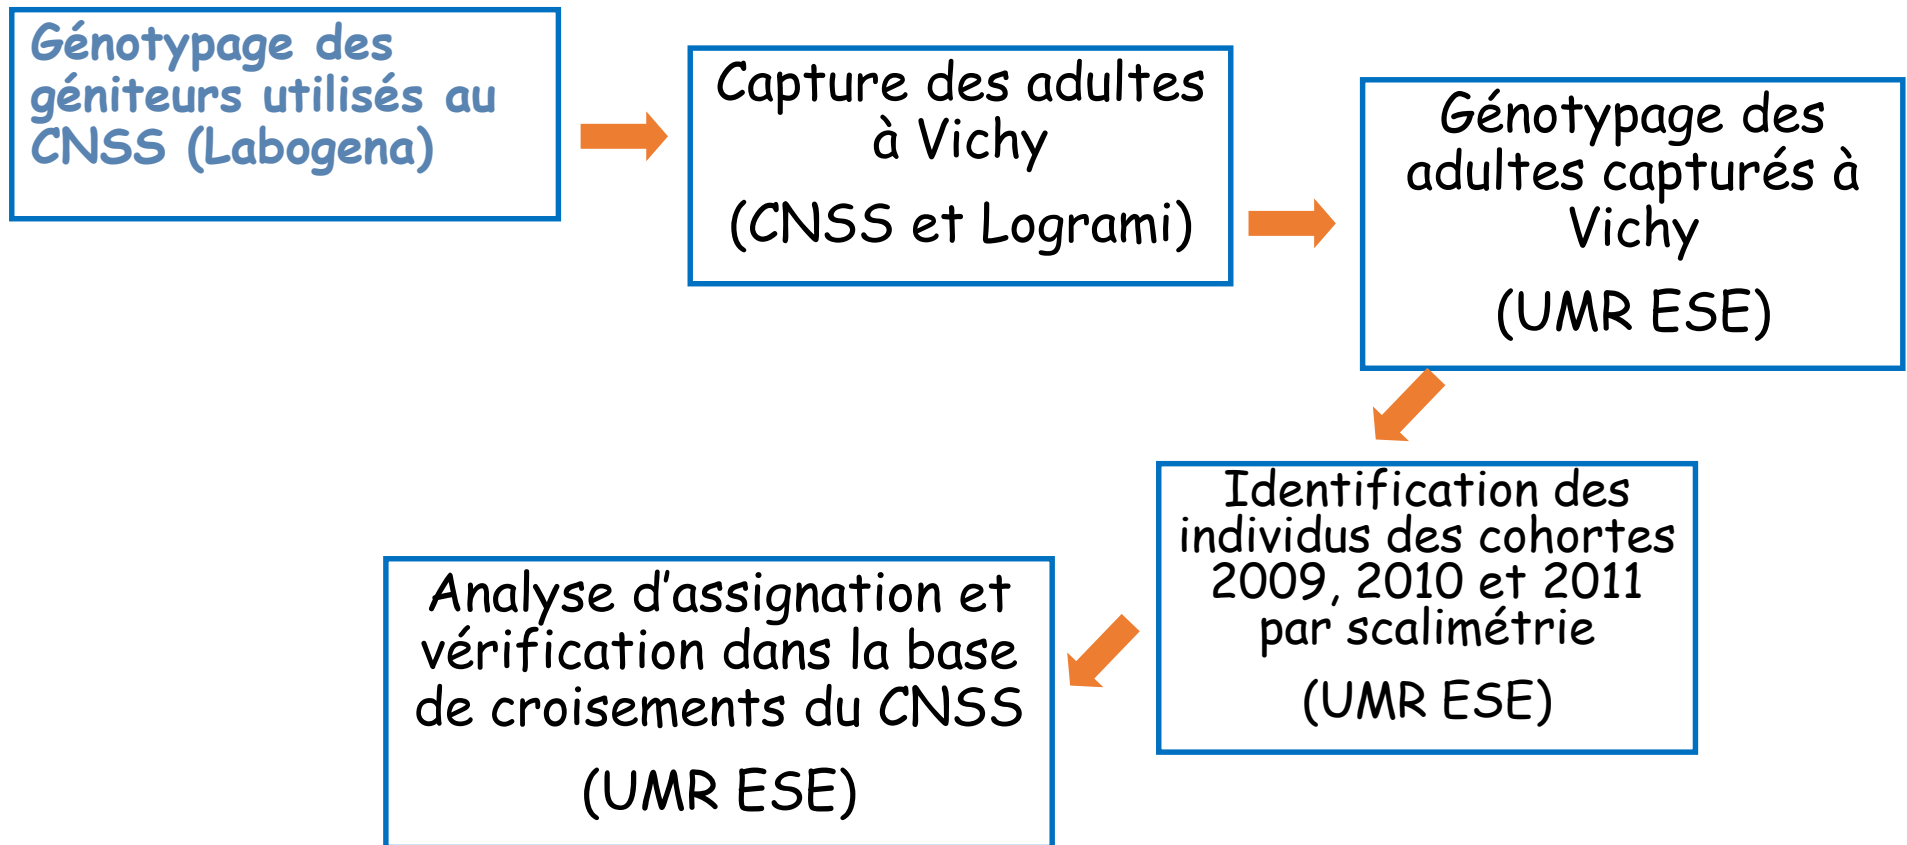 Génotypage des
géniteurs utilisés au
CNSS (Labogena)
Capture des adultes
à Vichy
(CNSS et Logrami)
Génotypage des
adultes capturés à
Vichy
(UMR ESE)
Identification des
individus des cohortes
2009, 2010 et 2011
par scalimétrie
(UMR ESE)
Analyse d’assignation et
vérification dans la base
de croisements du CNSS
(UMR ESE)